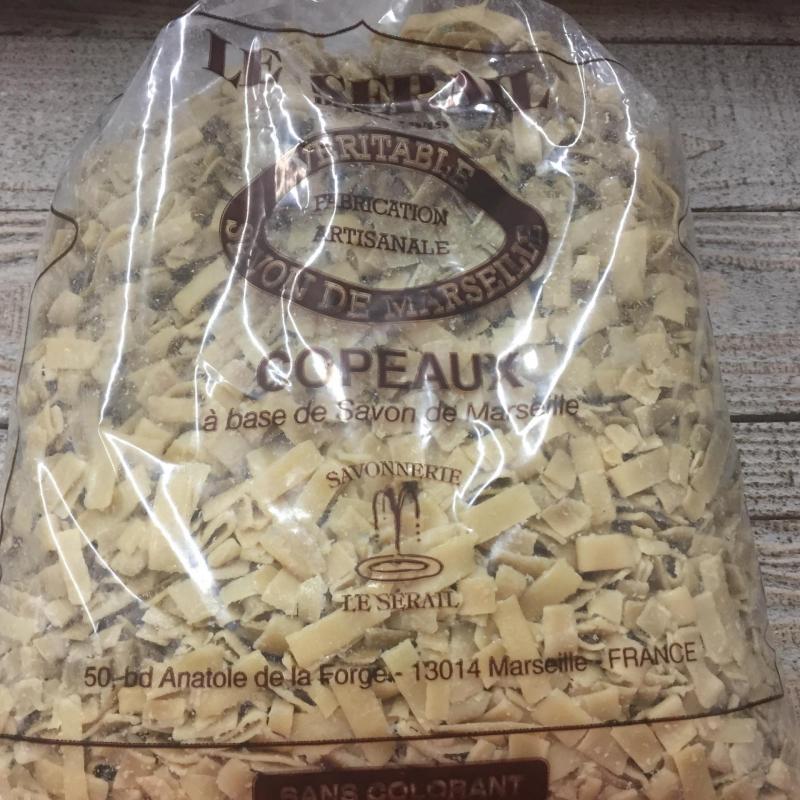 LE SERAIL
VÉRITABLE
FABRICATION
ARTISANALE
SAVON DE MARSEILLE
COPEAUX
à base de Savon de Marseille
SAVONNERIE
LE SÉRAIL
50, bd Anatole de la Forge - 13014 Marseille - FRANCE
SANS COLORANT